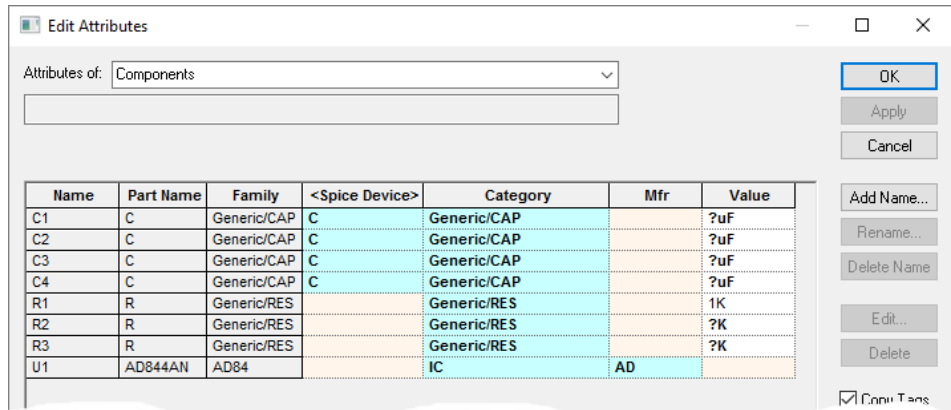 Edit Attributes
Attributes of: Components
OK
Apply
Cancel
Name Part Name Family <Spice Device> Category Mfr Value
C1 C Generic/CAP C Generic/CAP ?uF
C2 C Generic/CAP C Generic/CAP ?uF
C3 C Generic/CAP C Generic/CAP ?uF
C4 C Generic/CAP C Generic/CAP ?uF
R1 R Generic/RES Generic/RES 1K
R2 R Generic/RES Generic/RES ?K
R3 R Generic/RES Generic/RES ?K
U1 AD844AN AD84 IC AD
Add Name...
Rename...
Delete Name
Edit...
Delete
Copy Tags